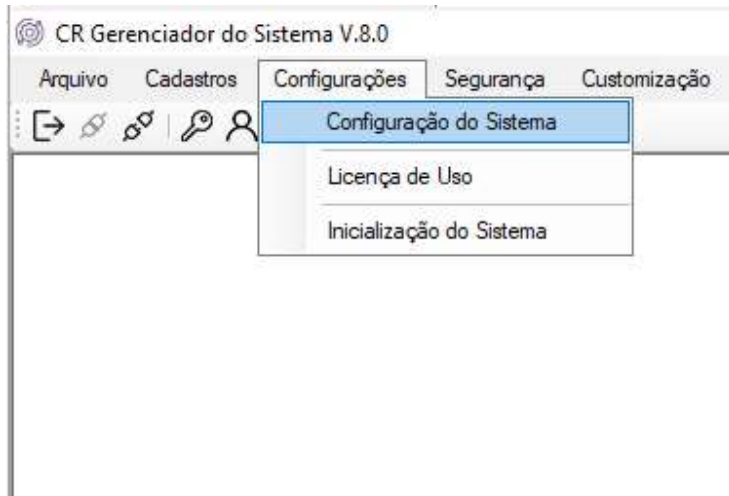 CR Gerenciador do Sistema V.8.0
Arquivo Cadastros Configurações Segurança Customização
Configuração do Sistema
Licença de Uso
Inicialização do Sistema